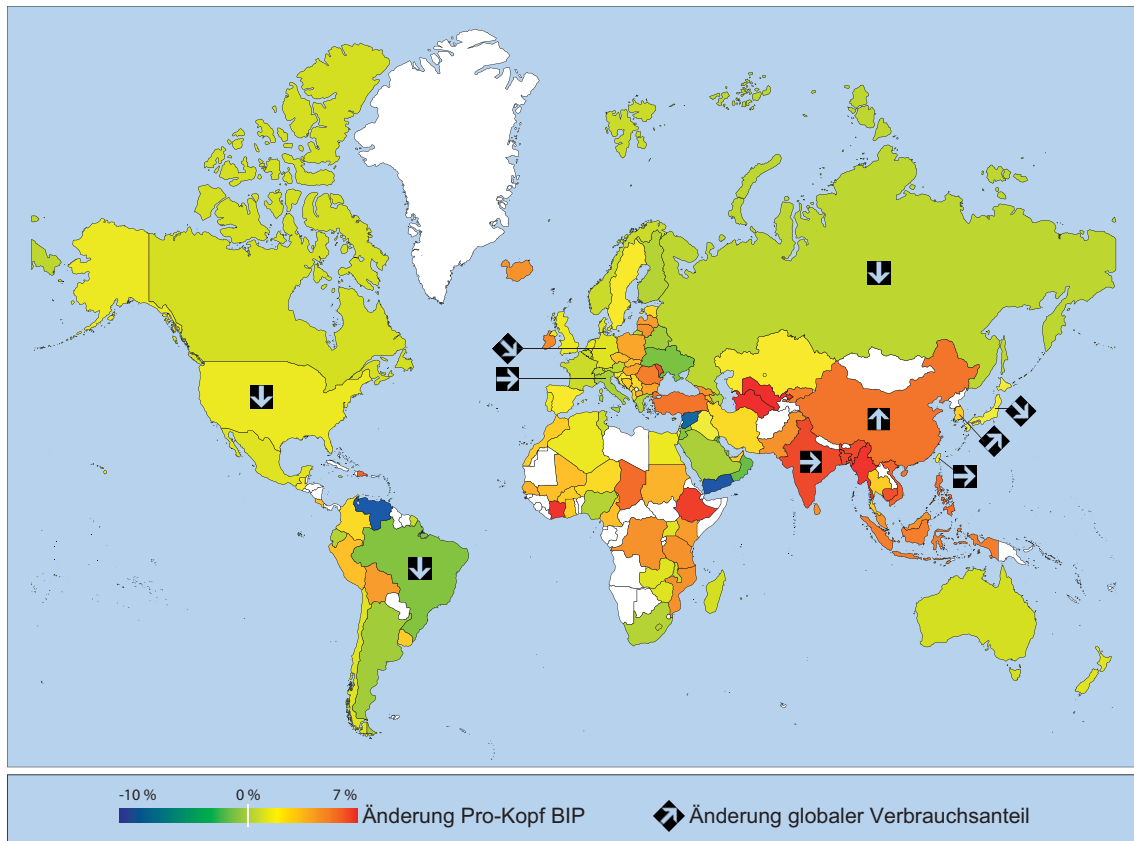 -10 % 0 % 7 %
Änderung Pro-Kopf BIP
Änderung globaler Verbrauchsanteil